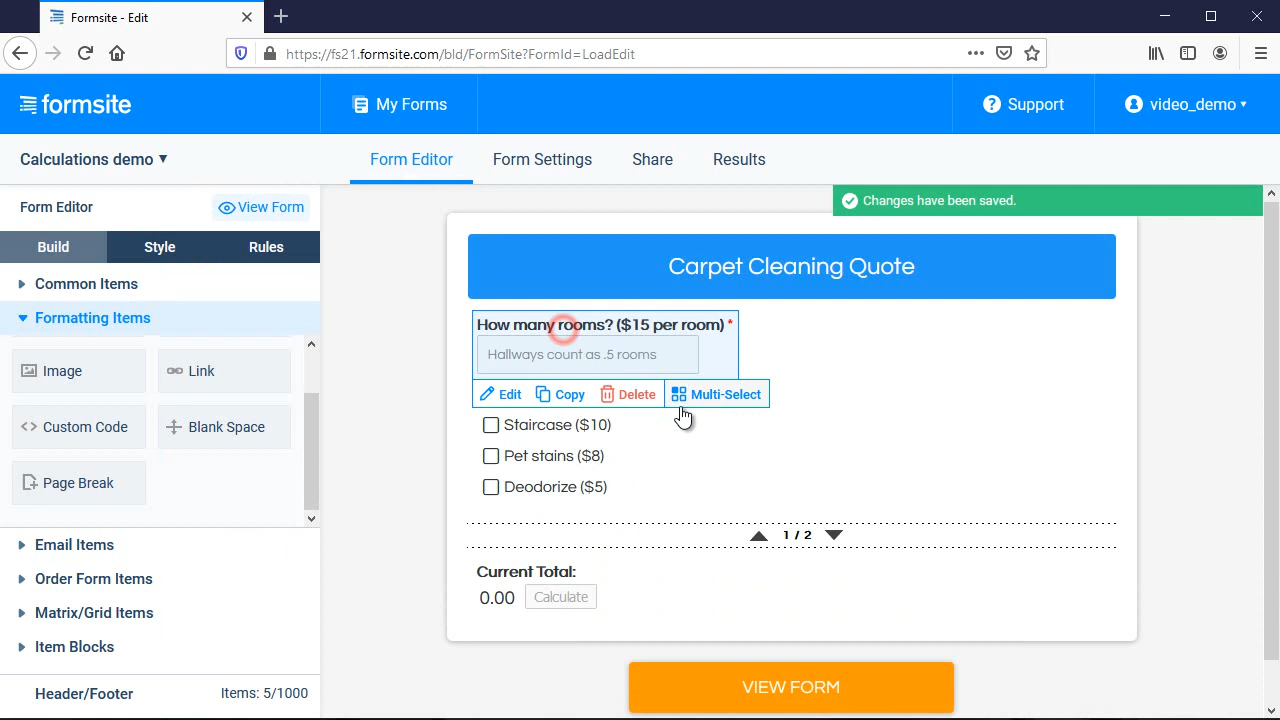 Formsite - Edit
https://fs21.formsite.com/bld/FormSite?FormId=LoadEdit
formsite
My Forms
Support
video_demo
Calculations demo
Form Editor
Form Settings
Share
Results
Form Editor
View Form
Changes have been saved.
Build
Style
Rules
Common Items
Formatting Items
Image
Link
Custom Code
Blank Space
Page Break
Email Items
Order Form Items
Matrix/Grid Items
Item Blocks
Header/Footer
Items: 5/1000
Carpet Cleaning Quote
How many rooms? ($15 per room) *
Hallways count as .5 rooms
Edit
Copy
Delete
Multi-Select
Staircase ($10)
Pet stains ($8)
Deodorize ($5)
1 / 2
Current Total:
0.00
Calculate
VIEW FORM